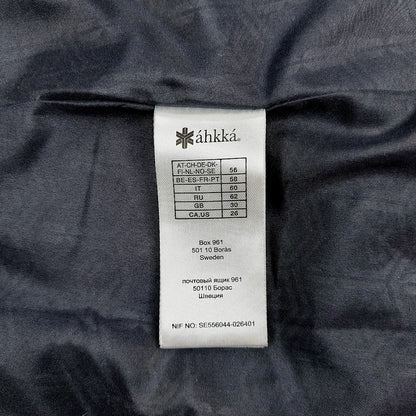 áhkká®
AT-CH-DE-DK-
FI-NL-NO-SE 56
BE-ES-FR-PT 58
IT 60
RU 62
GB 30
CA,US 26
Box 961
501 10 Borås
Sweden
почтовый ящик 961
50110 Борас
Швеция
NIF NO: SE556044-026401